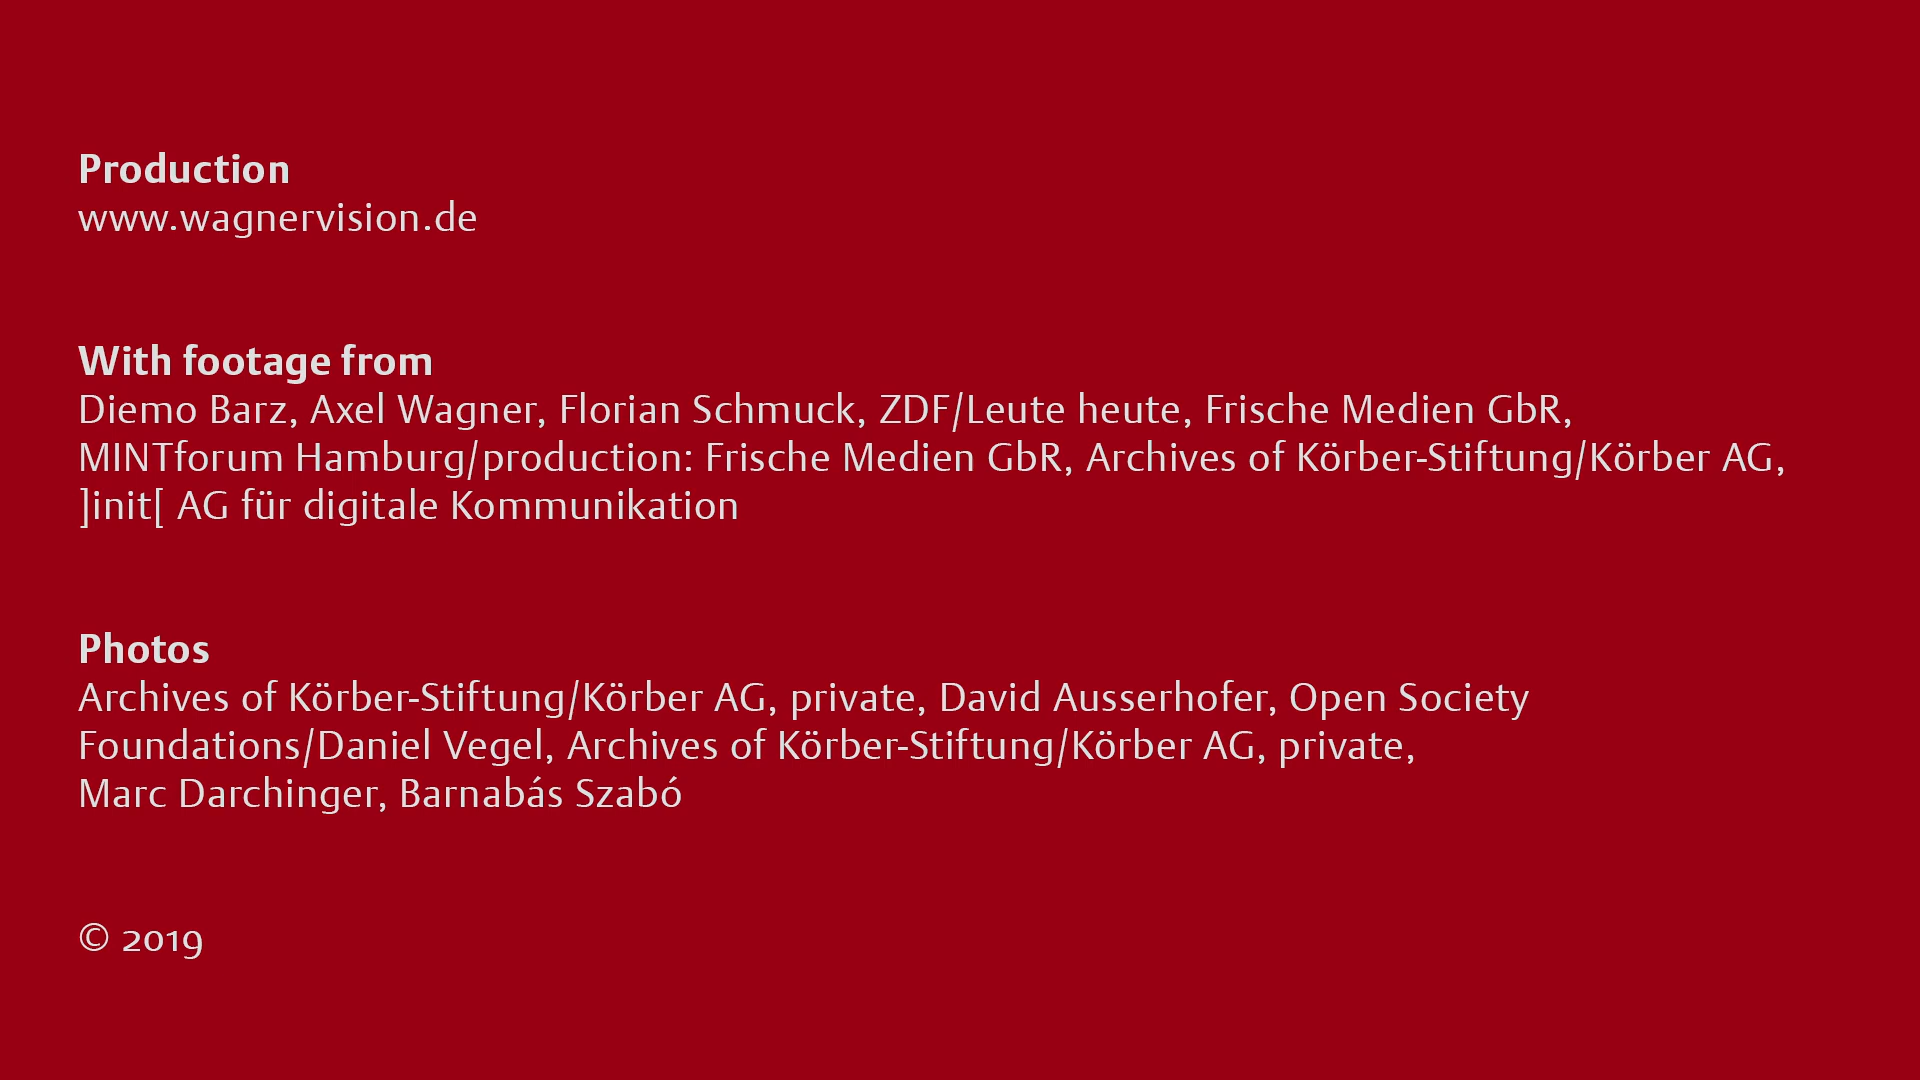 Production
www.wagnervision.de
With footage from
Diemo Barz, Axel Wagner, Florian Schmuck, ZDF/Leute heute, Frische Medien GbR,
MINTforum Hamburg/production: Frische Medien GbR, Archives of Körber-Stiftung/Körber AG,
]init[ AG für digitale Kommunikation
Photos
Archives of Körber-Stiftung/Körber AG, private, David Ausserhofer, Open Society
Foundations/Daniel Vegel, Archives of Körber-Stiftung/Körber AG, private,
Marc Darchinger, Barnabás Szabó
© 2019